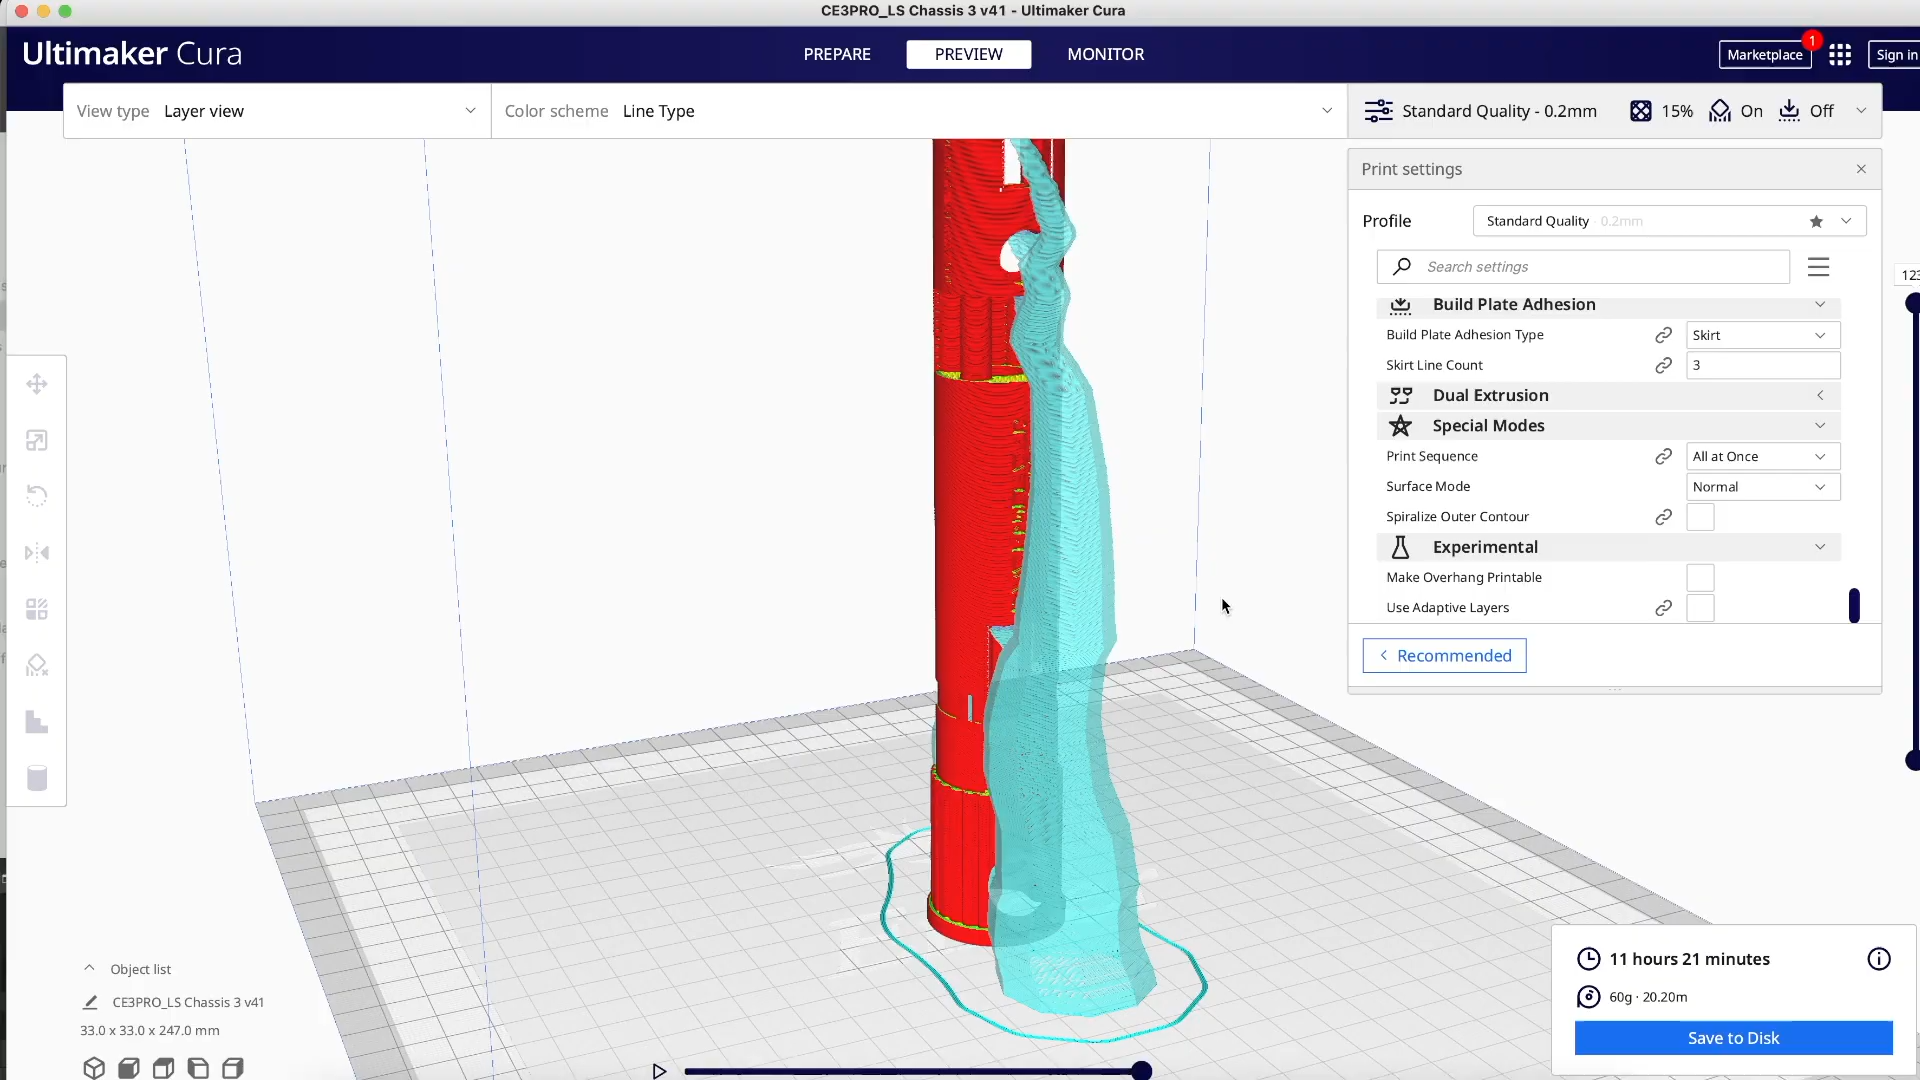 CE3PRO_LS Chassis 3 v41 - Ultimaker Cura
Ultimaker Cura
PREPARE
PREVIEW
MONITOR
Marketplace
1
Sign in
View type Layer view
Color scheme Line Type
Standard Quality - 0.2mm
15%
On
Off
Print settings
Profile
Standard Quality 0.2mm
Search settings
Build Plate Adhesion
Build Plate Adhesion Type Skirt
Skirt Line Count 3
Dual Extrusion
Special Modes
Print Sequence All at Once
Surface Mode Normal
Spiralize Outer Contour
Experimental
Make Overhang Printable
Use Adaptive Layers
Recommended
123
Object list
CE3PRO_LS Chassis 3 v41
33.0 x 33.0 x 247.0 mm
11 hours 21 minutes
60g · 20.20m
Save to Disk